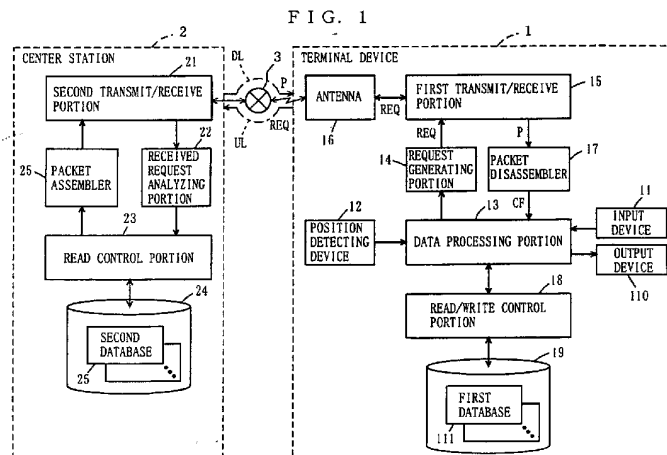 FIG. 1
2
CENTER STATION
21
SECOND TRANSMIT/RECEIVE
PORTION
25
PACKET
ASSEMBLER
22
RECEIVED
REQUEST
ANALYZING
PORTION
23
READ CONTROL PORTION
24
SECOND
DATABASE
25
DL
3
P
UL
REQ
1
TERMINAL DEVICE
ANTENNA
16
REQ
FIRST TRANSMIT/RECEIVE
PORTION
15
REQ
P
14
REQUEST
GENERATING
PORTION
PACKET
DISASSEMBLER
17
CF
12
POSITION
DETECTING
DEVICE
13
DATA PROCESSING PORTION
11
INPUT
DEVICE
OUTPUT
DEVICE
110
18
READ/WRITE CONTROL
PORTION
19
FIRST
DATABASE
111